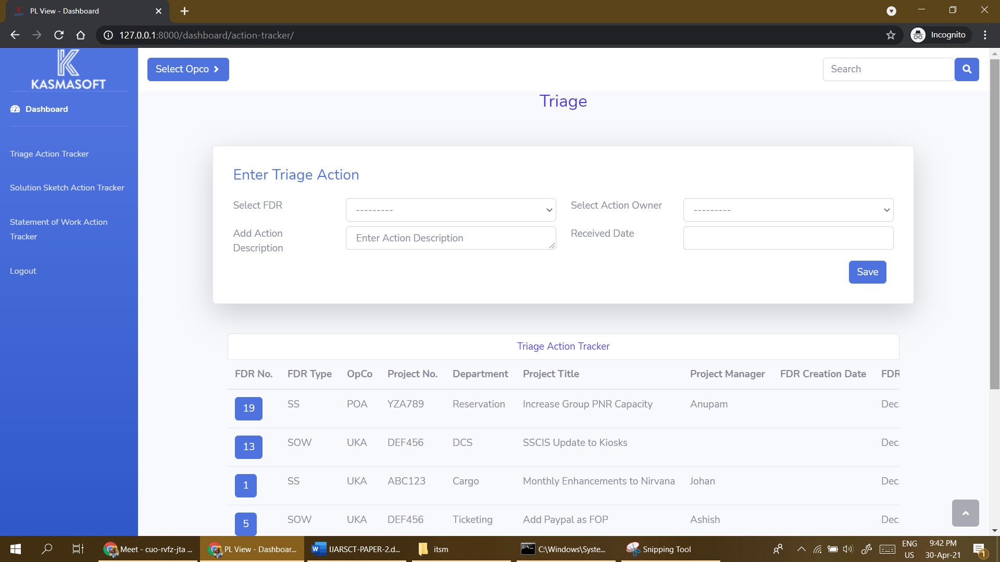 PL View - Dashboard
127.0.0.1:8000/dashboard/action-tracker/
Incognito
K
KASMASOFT
Select Opco
Search
Dashboard
Triage
Triage Action Tracker
Solution Sketch Action Tracker
Statement of Work Action
Tracker
Logout
Enter Triage Action
Select FDR
---------
Select Action Owner
---------
Add Action
Description
Enter Action Description
Received Date
Save
Triage Action Tracker
FDR No. FDR Type OpCo Project No. Department Project Title Project Manager FDR Creation Date FDR
19 SS POA YZA789 Reservation Increase Group PNR Capacity Anupam Dec.
13 SOW UKA DEF456 DCS SSCIS Update to Kiosks Dec.
1 SS UKA ABC123 Cargo Monthly Enhancements to Nirvana Johan Dec.
5 SOW UKA DEF456 Ticketing Add Paypal as FOP Ashish Dec.
Meet - cuo-rvfz-jta ...
PL View - Dashboar...
IJARSCT-PAPER-2.d...
itsm
C:\Windows\Syste...
Snipping Tool
ENG
US
9:42 PM
30-Apr-21
1